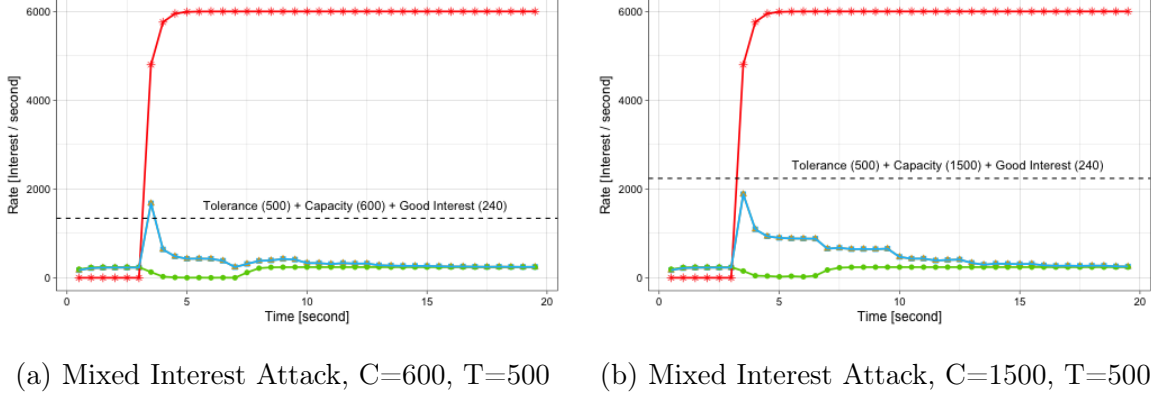 6000
4000
2000
0
Rate [Interest / second]
Tolerance (500) + Capacity (600) + Good Interest (240)
0 5 10 15 20
Time [second]
(a) Mixed Interest Attack, C=600, T=500
6000
4000
2000
0
Rate [Interest / second]
Tolerance (500) + Capacity (1500) + Good Interest (240)
0 5 10 15 20
Time [second]
(b) Mixed Interest Attack, C=1500, T=500